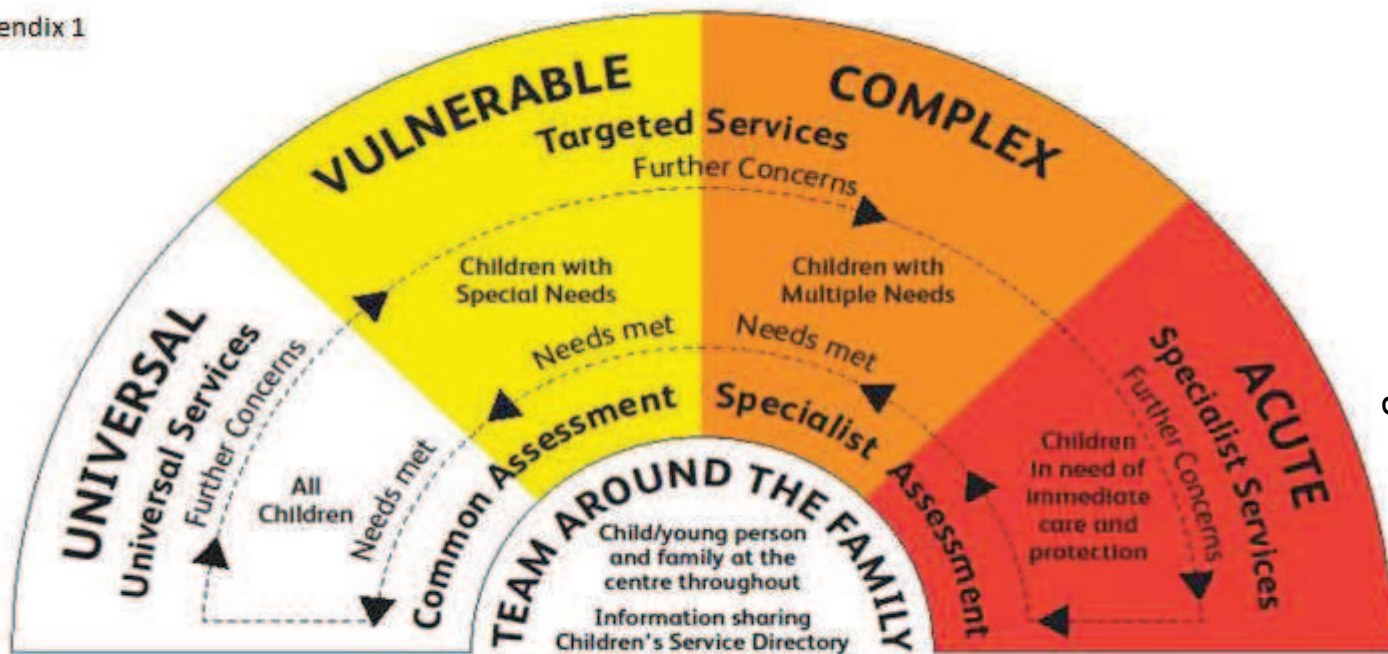 endix 1
UNIVERSAL
Universal Services
Further Concerns
All
Children
Needs met
VULNERABLE
COMPLEX
Targeted Services
Further Concerns
Children with
Special Needs
Needs met
Children with
Multiple Needs
Needs met
ACUTE
Specialist Services
Further Concerns
Children
in need of
immediate
care and
protection
Common Assessment
Specialist Assessment
TEAM AROUND THE FAMILY
Child/young person
and family at the
centre throughout
Information sharing
Children's Service Directory